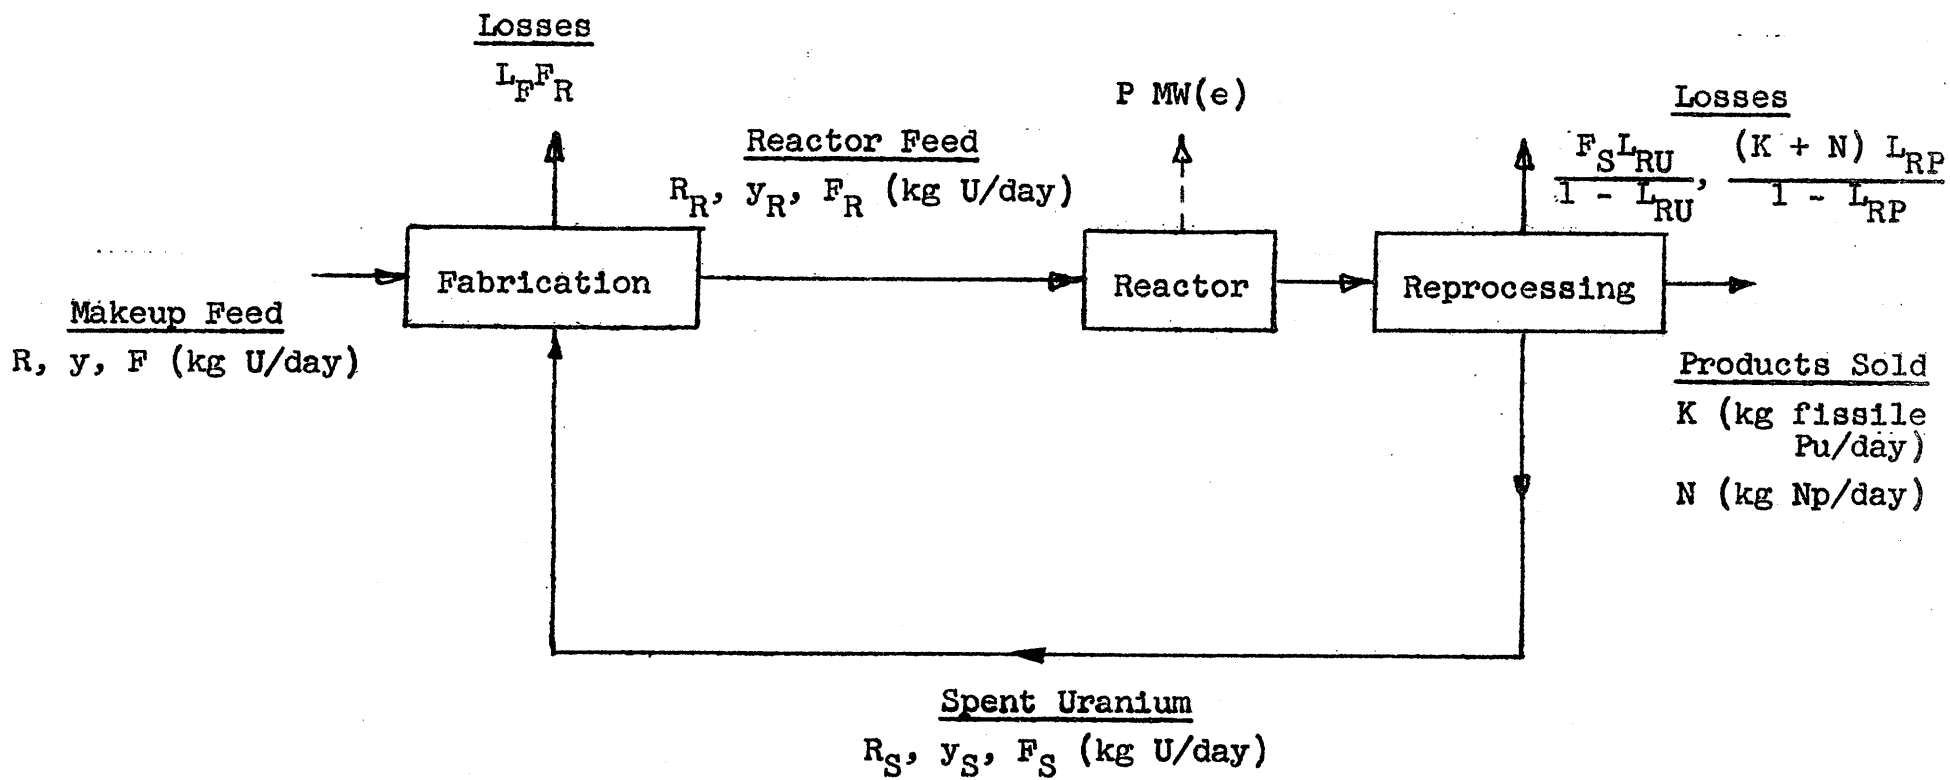 Losses
L_F F_R
P MW(e)
Losses
F_S L_RU / 1 - L_RU, (K + N) L_RP / 1 - L_RP
Reactor Feed
R_R, y_R, F_R (kg U/day)
Fabrication
Reactor
Reprocessing
Makeup Feed
R, y, F (kg U/day)
Products Sold
K (kg fissile
Pu/day)
N (kg Np/day)
Spent Uranium
R_S, y_S, F_S (kg U/day)